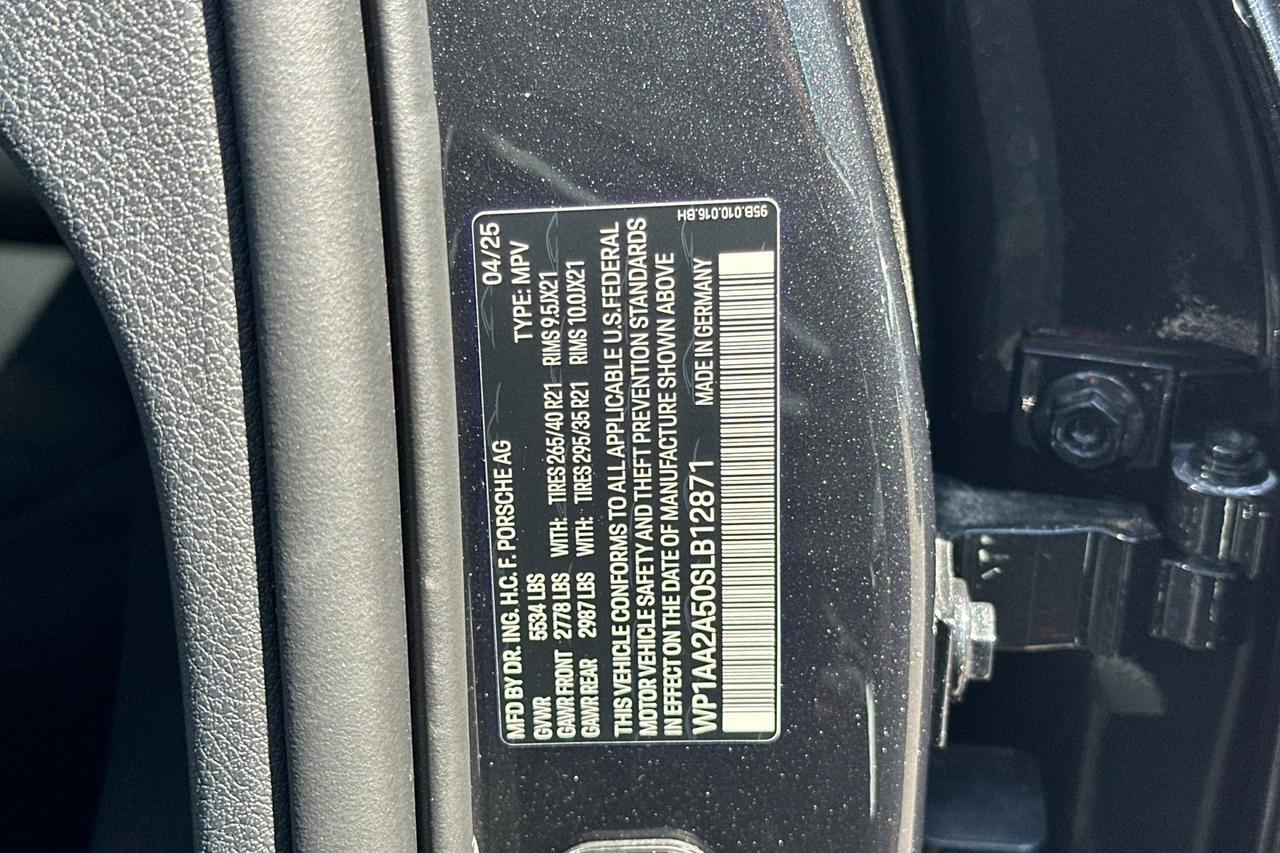 MFD BY DR. ING. H.C. F. PORSCHE AG 04/25
GVWR 5534 LBS TYPE: MPV
GAWR FRONT 2778 LBS WITH: TIRES 265/40 R21 RIMS 9.5JX21
GAWR REAR 2987 LBS WITH: TIRES 295/35 R21 RIMS 10.0JX21
THIS VEHICLE CONFORMS TO ALL APPLICABLE U.S. FEDERAL
MOTOR VEHICLE SAFETY AND THEFT PREVENTION STANDARDS
IN EFFECT ON THE DATE OF MANUFACTURE SHOWN ABOVE
WP1AA2A50SLB12871 MADE IN GERMANY
95B.010.016.BH